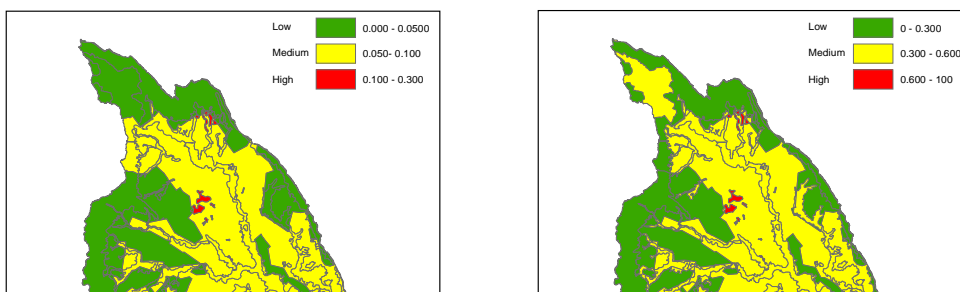 Low 0.000 - 0.0500
Medium 0.050- 0.100
High 0.100 - 0.300
Low 0 - 0.300
Medium 0.300 - 0.600
High 0.600 - 100